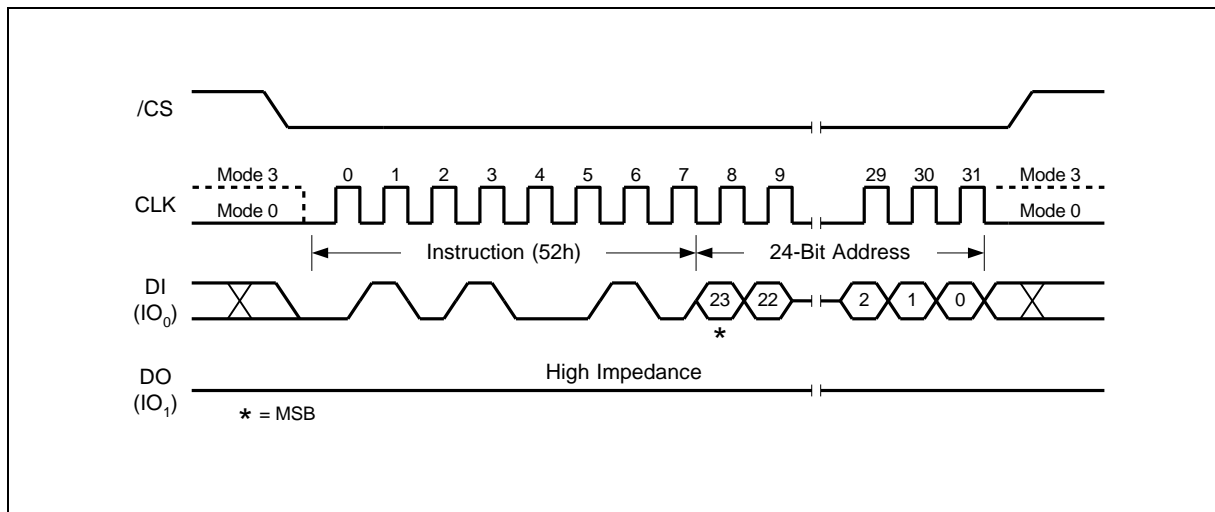 /CS
Mode 3
0 1 2 3 4 5 6 7 8 9 29 30 31
Mode 3
CLK
Mode 0
Mode 0
Instruction (52h)
24-Bit Address
DI
(IO0)
23 22 2 1 0
*
High Impedance
DO
(IO1)
* = MSB